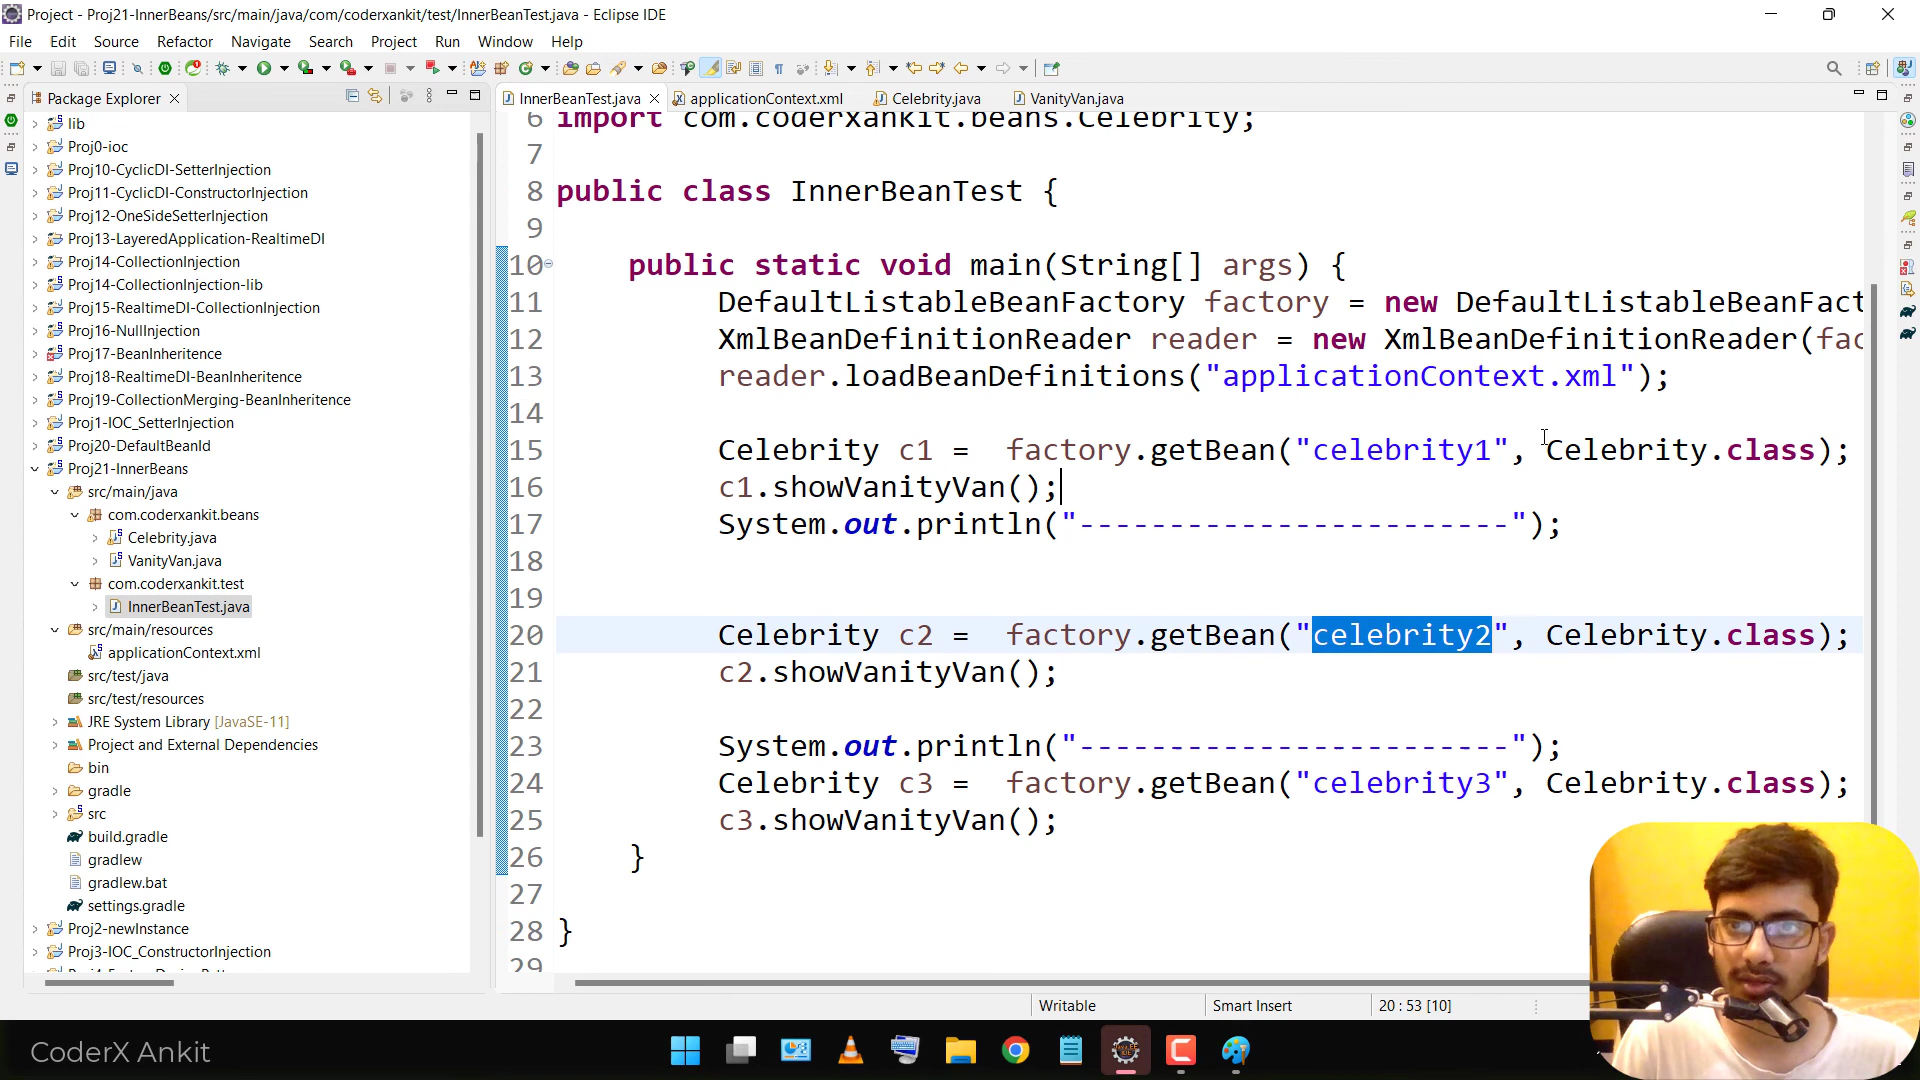 Project - Proj21-InnerBeans/src/main/java/com/coderxankit/test/InnerBeanTest.java - Eclipse IDE
File Edit Source Refactor Navigate Search Project Run Window Help
Package Explorer
lib
Proj0-ioc
Proj10-CyclicDI-SetterInjection
Proj11-CyclicDI-ConstructorInjection
Proj12-OneSideSetterInjection
Proj13-LayeredApplication-RealtimeDI
Proj14-CollectionInjection
Proj14-CollectionInjection-lib
Proj15-RealtimeDI-CollectionInjection
Proj16-NullInjection
Proj17-BeanInheritence
Proj18-RealtimeDI-BeanInheritence
Proj19-CollectionMerging-BeanInheritence
Proj1-IOC_SetterInjection
Proj20-DefaultBeanId
Proj21-InnerBeans
src/main/java
com.coderxankit.beans
Celebrity.java
VanityVan.java
com.coderxankit.test
InnerBeanTest.java
src/main/resources
applicationContext.xml
src/test/java
src/test/resources
JRE System Library [JavaSE-11]
Project and External Dependencies
bin
gradle
src
build.gradle
gradlew
gradlew.bat
settings.gradle
Proj2-newInstance
Proj3-IOC_ConstructorInjection
InnerBeanTest.java applicationContext.xml Celebrity.java VanityVan.java
6 import com.coderxankit.beans.Celebrity;
7
8 public class InnerBeanTest {
9
10 public static void main(String[] args) {
11 DefaultListableBeanFactory factory = new DefaultListableBeanFact
12 XmlBeanDefinitionReader reader = new XmlBeanDefinitionReader(fac
13 reader.loadBeanDefinitions("applicationContext.xml");
14
15 Celebrity c1 = factory.getBean("celebrity1", Celebrity.class);
16 c1.showVanityVan();
17 System.out.println("------------------------");
18
19
20 Celebrity c2 = factory.getBean("celebrity2", Celebrity.class);
21 c2.showVanityVan();
22
23 System.out.println("------------------------");
24 Celebrity c3 = factory.getBean("celebrity3", Celebrity.class);
25 c3.showVanityVan();
26 }
27
28 }
29
Writable Smart Insert 20 : 53 [10]
CoderX Ankit